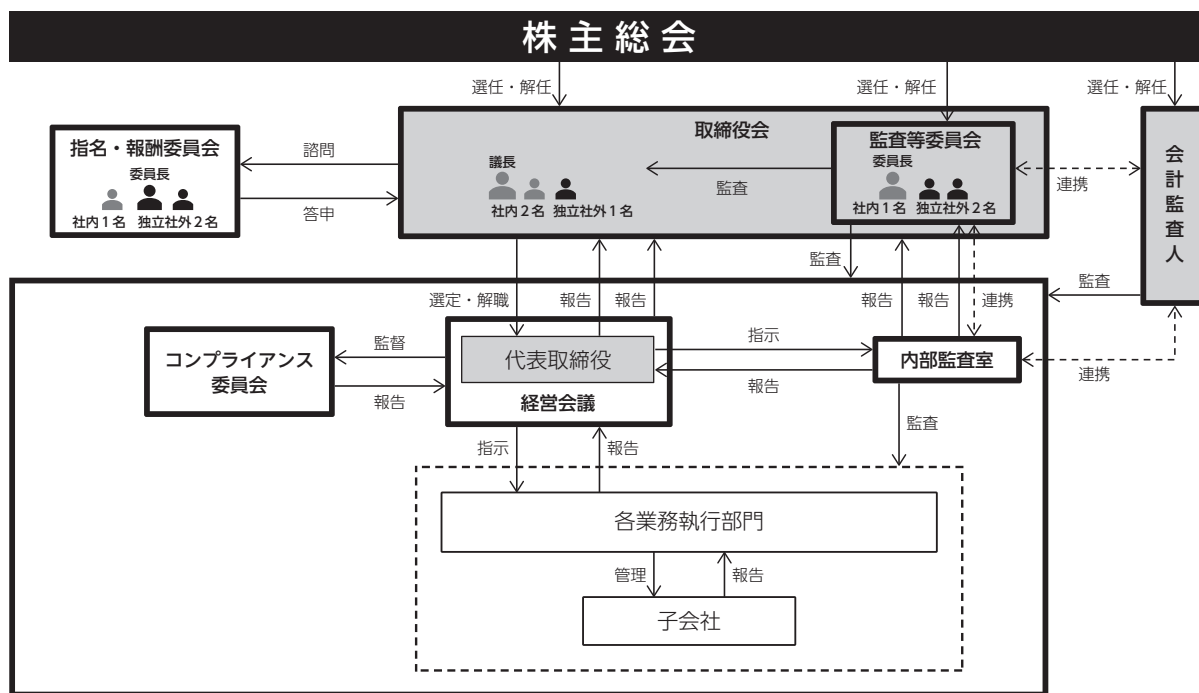 株主総会
選任・解任
選任・解任
選任・解任
指名・報酬委員会
委員長
社内1名 独立社外2名
諮問
答申
取締役会
議長
社内2名 独立社外1名
監査
監査等委員会
委員長
社内1名 独立社外2名
連携
会計監査人
監査
選定・解職
報告
報告
報告
報告
連携
監査
コンプライアンス
委員会
監督
報告
代表取締役
経営会議
指示
報告
内部監査室
連携
指示
報告
監査
各業務執行部門
管理
報告
子会社